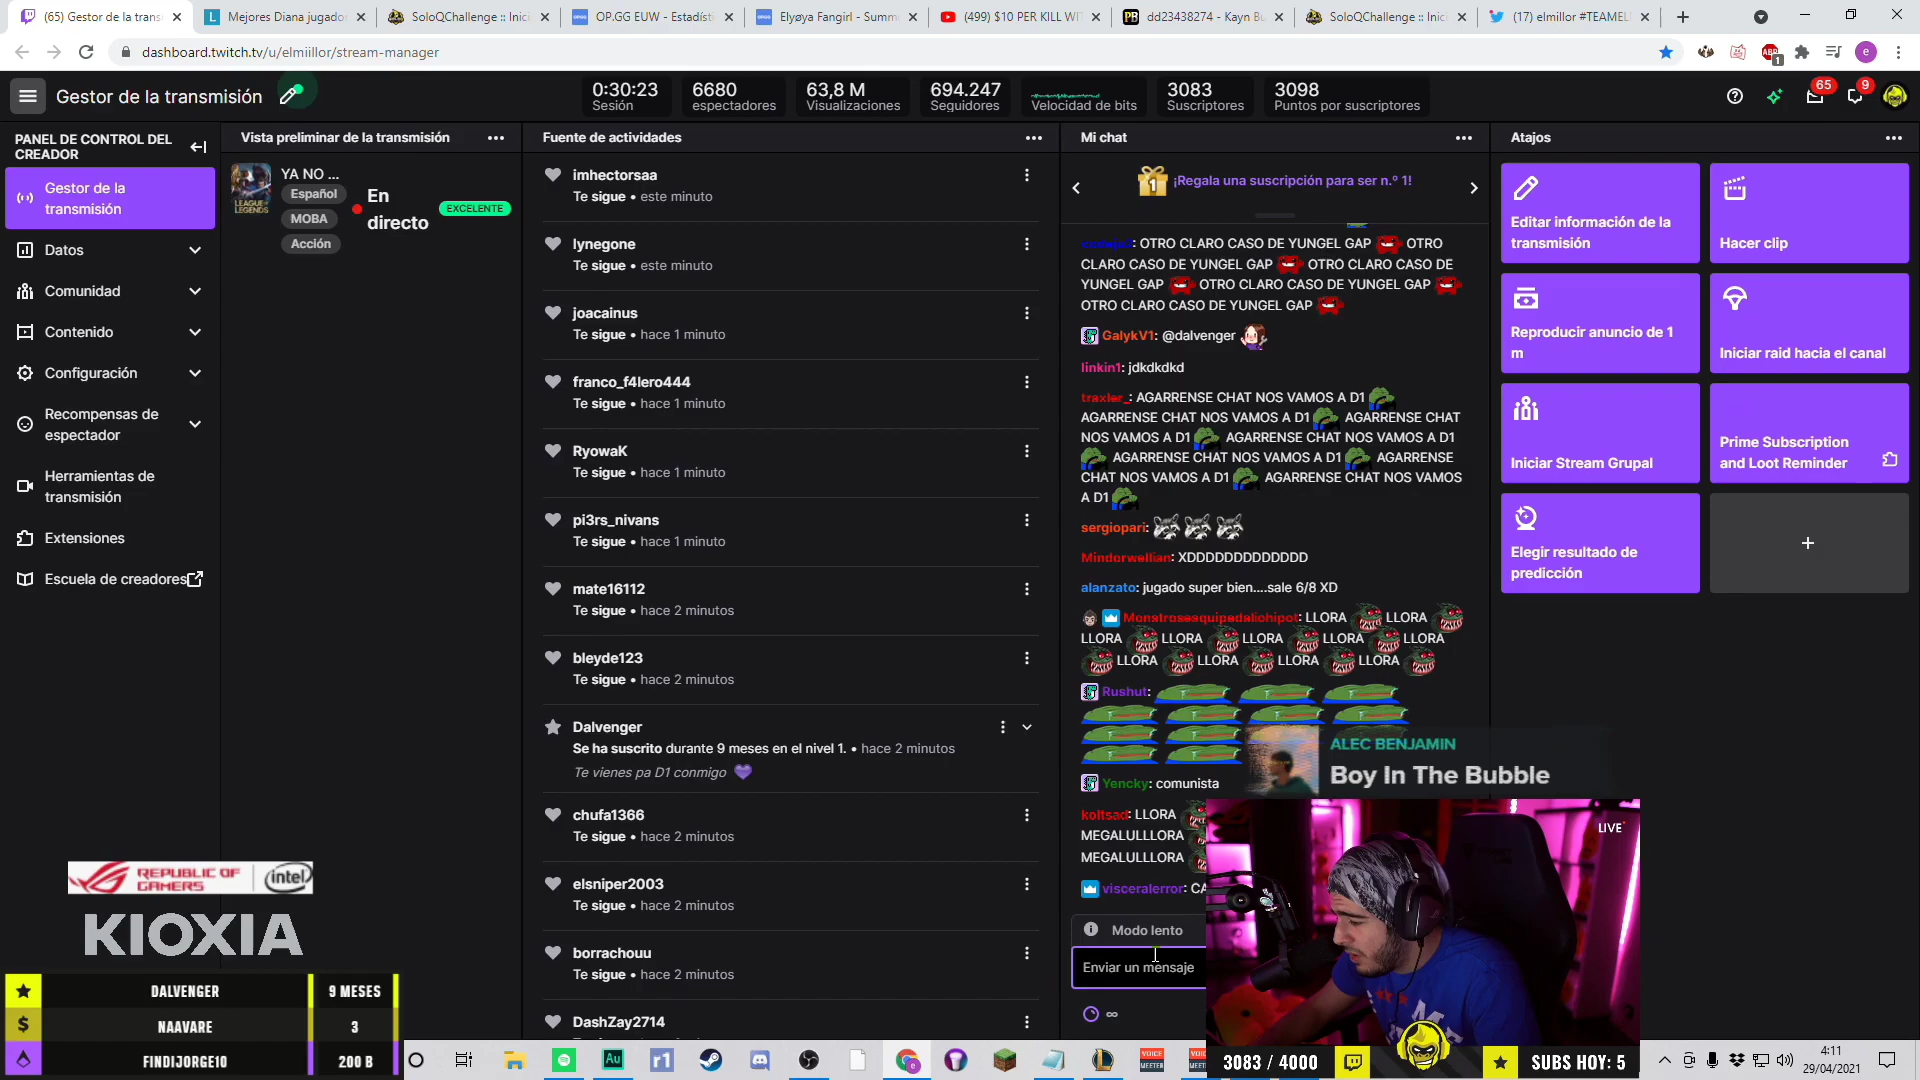 (65) Gestor de la trans
Mejores Diana jugador
SoloQChallenge :: Inici
OP.GG EUW - Estadíst
Elyøya Fangirl - Summ
(499) $10 PER KILL WIT
dd23438274 - Kayn Bu
SoloQChallenge :: Inici
(17) elmillor #TEAMEL
dashboard.twitch.tv/u/elmiillor/stream-manager
Gestor de la transmisión
0:30:23
Sesión
6680
espectadores
63,8 M
Visualizaciones
694.247
Seguidores
Velocidad de bits
3083
Suscriptores
3098
Puntos por suscriptores
65
9
PANEL DE CONTROL DEL
CREADOR
Gestor de la
transmisión
Datos
Comunidad
Contenido
Configuración
Recompensas de
espectador
Herramientas de
transmisión
Extensiones
Escuela de creadores
Vista preliminar de la transmisión
YA NO ...
Español
MOBA
Acción
En
directo
EXCELENTE
LEAGUE of
LEGENDS
Fuente de actividades
imhectorsaa
Te sigue • este minuto
lynegone
Te sigue • este minuto
joacainus
Te sigue • hace 1 minuto
franco_f4lero444
Te sigue • hace 1 minuto
RyowaK
Te sigue • hace 1 minuto
pi3rs_nivans
Te sigue • hace 1 minuto
mate16112
Te sigue • hace 2 minutos
bleyde123
Te sigue • hace 2 minutos
Dalvenger
Se ha suscrito durante 9 meses en el nivel 1. • hace 2 minutos
Te vienes pa D1 conmigo
chufa1366
Te sigue • hace 2 minutos
elsniper2003
Te sigue • hace 2 minutos
borrachouu
Te sigue • hace 2 minutos
DashZay2714
Mi chat
1
¡Regala una suscripción para ser n.º 1!
: OTRO CLARO CASO DE YUNGEL GAP OTRO
CLARO CASO DE YUNGEL GAP OTRO CLARO CASO DE
YUNGEL GAP OTRO CLARO CASO DE YUNGEL GAP
OTRO CLARO CASO DE YUNGEL GAP
GalykV1: @dalvenger
linkin1: jdkdkdkd
traxler_: AGARRENSE CHAT NOS VAMOS A D1
AGARRENSE CHAT NOS VAMOS A D1 AGARRENSE CHAT
NOS VAMOS A D1 AGARRENSE CHAT NOS VAMOS A D1
AGARRENSE CHAT NOS VAMOS A D1 AGARRENSE
CHAT NOS VAMOS A D1 AGARRENSE CHAT NOS VAMOS
A D1
sergiopari:
Mindorwellian: XDDDDDDDDDDDDD
alanzato: jugado super bien....sale 6/8 XD
Monstrosesquipedaliohipot: LLORA LLORA
LLORA LLORA LLORA LLORA LLORA
LLORA LLORA LLORA LLORA
Rushut:
Yencky: comunista
koltsad: LLORA
MEGALULLLORA
MEGALULLLORA
visceralerror: CA
Modo lento
Enviar un mensaje
∞
Atajos
Editar información de la
transmisión
Hacer clip
Reproducir anuncio de 1
m
Iniciar raid hacia el canal
Iniciar Stream Grupal
Prime Subscription
and Loot Reminder
Elegir resultado de
predicción
ALEC BENJAMIN
Boy In The Bubble
LIVE
REPUBLIC OF
GAMERS
intel
KIOXIA
DALVENGER 9 MESES
NAAVARE 3
FINDIJORGE10 200 B
3083 / 4000
SUBS HOY: 5
4:11
29/04/2021